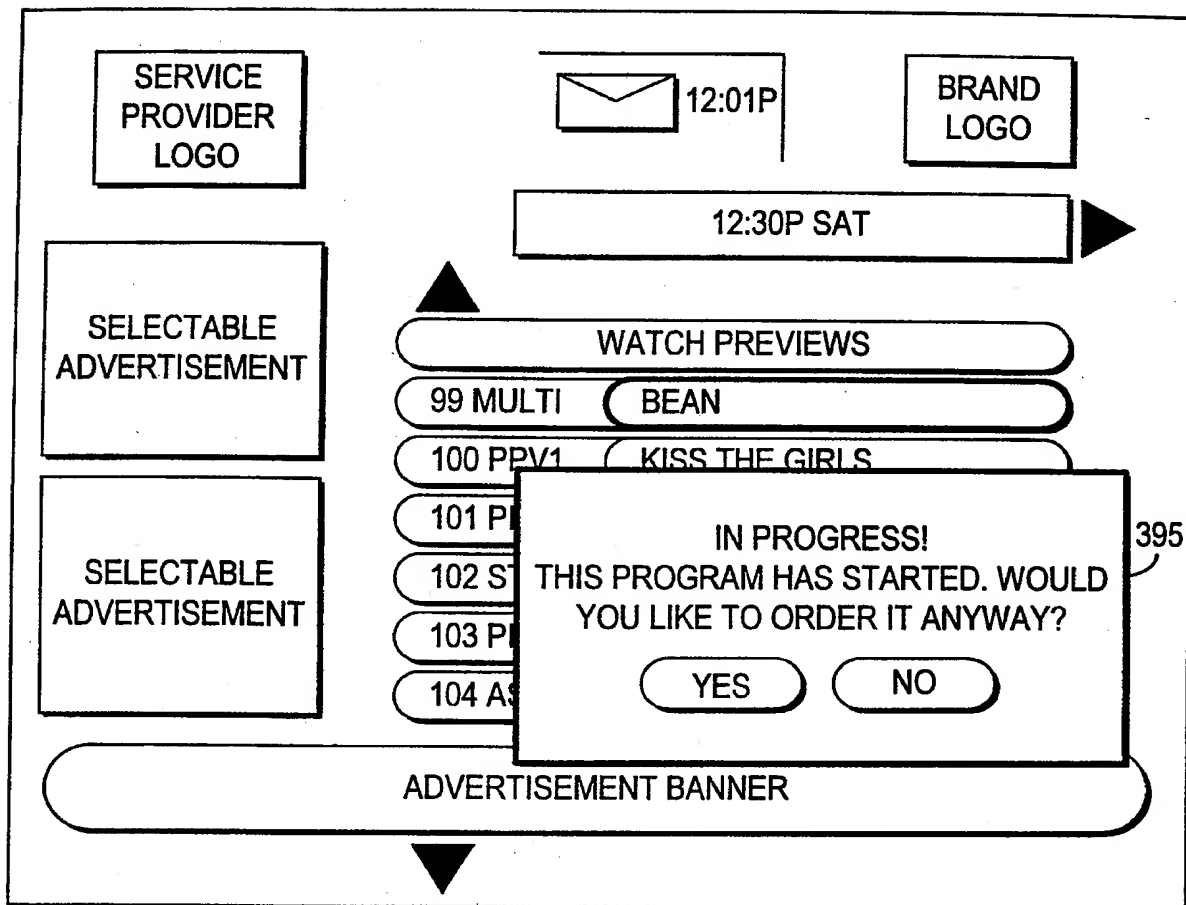 SERVICE
PROVIDER
LOGO
12:01P
BRAND
LOGO
12:30P SAT
SELECTABLE
ADVERTISEMENT
WATCH PREVIEWS
99 MULTI BEAN
100 PPV1 KISS THE GIRLS
101
102 ST
103
104
SELECTABLE
ADVERTISEMENT
IN PROGRESS!
THIS PROGRAM HAS STARTED. WOULD
YOU LIKE TO ORDER IT ANYWAY?
YES NO
395
ADVERTISEMENT BANNER